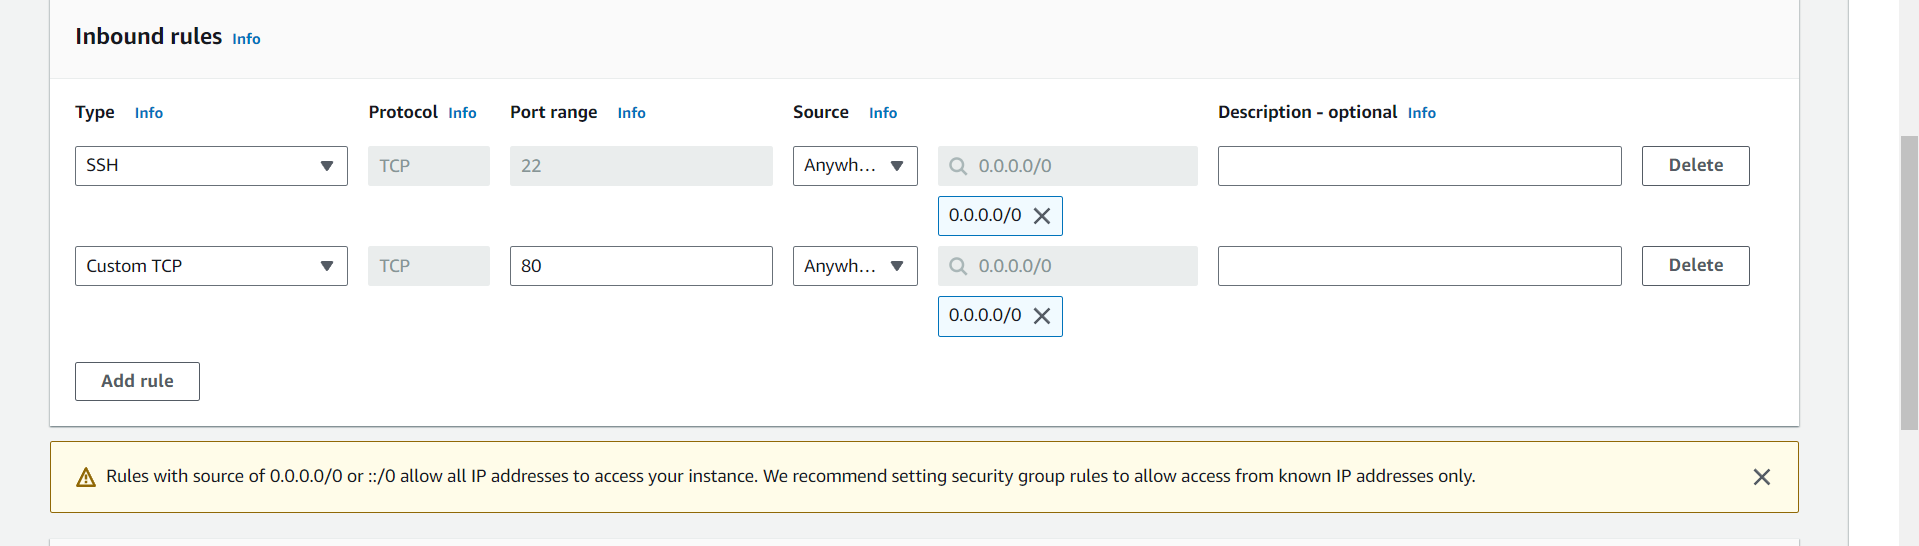 Inbound rules Info
Type Info Protocol Info Port range Info Source Info Description - optional Info
SSH TCP 22 Anywh... 0.0.0.0/0 Delete
0.0.0.0/0
Custom TCP TCP 80 Anywh... 0.0.0.0/0 Delete
0.0.0.0/0
Add rule
Rules with source of 0.0.0.0/0 or ::/0 allow all IP addresses to access your instance. We recommend setting security group rules to allow access from known IP addresses only.